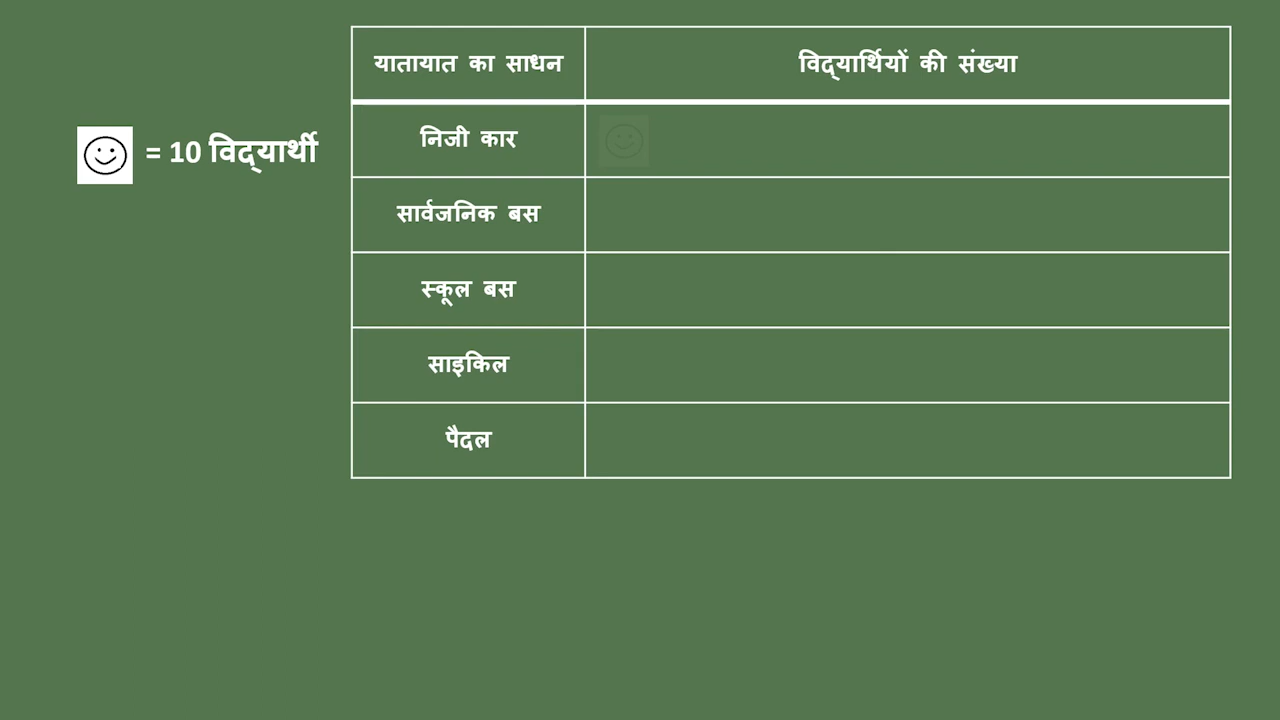 यातायात का साधन विद्यार्थियों की संख्या
= 10 विद्यार्थी
निजी कार
सार्वजनिक बस
स्कूल बस
साइकिल
पैदल